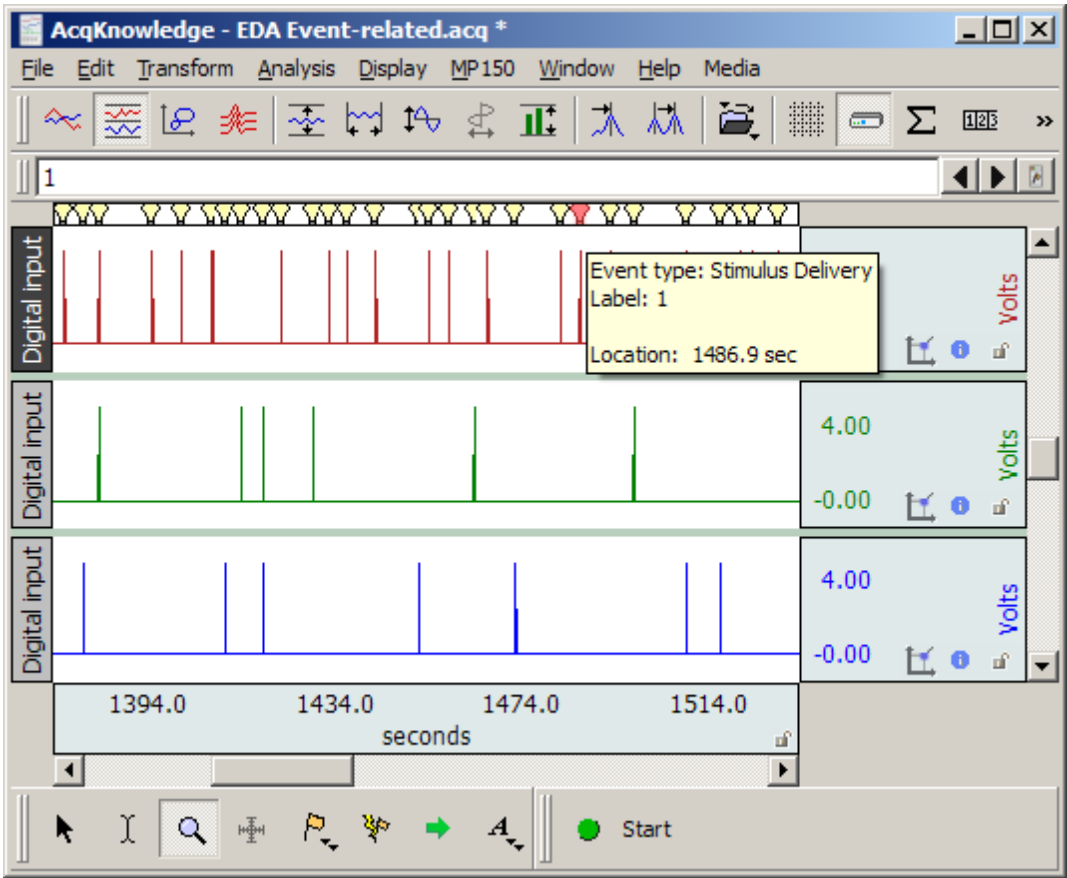 AcqKnowledge - EDA Event-related.acq *
File Edit Transform Analysis Display MP150 Window Help Media
123 »
1
Digital input
Event type: Stimulus Delivery
Label: 1
Location: 1486.9 sec
Volts
Digital input
4.00
-0.00
Volts
Digital input
4.00
-0.00
Volts
1394.0 1434.0 1474.0 1514.0
seconds
Start